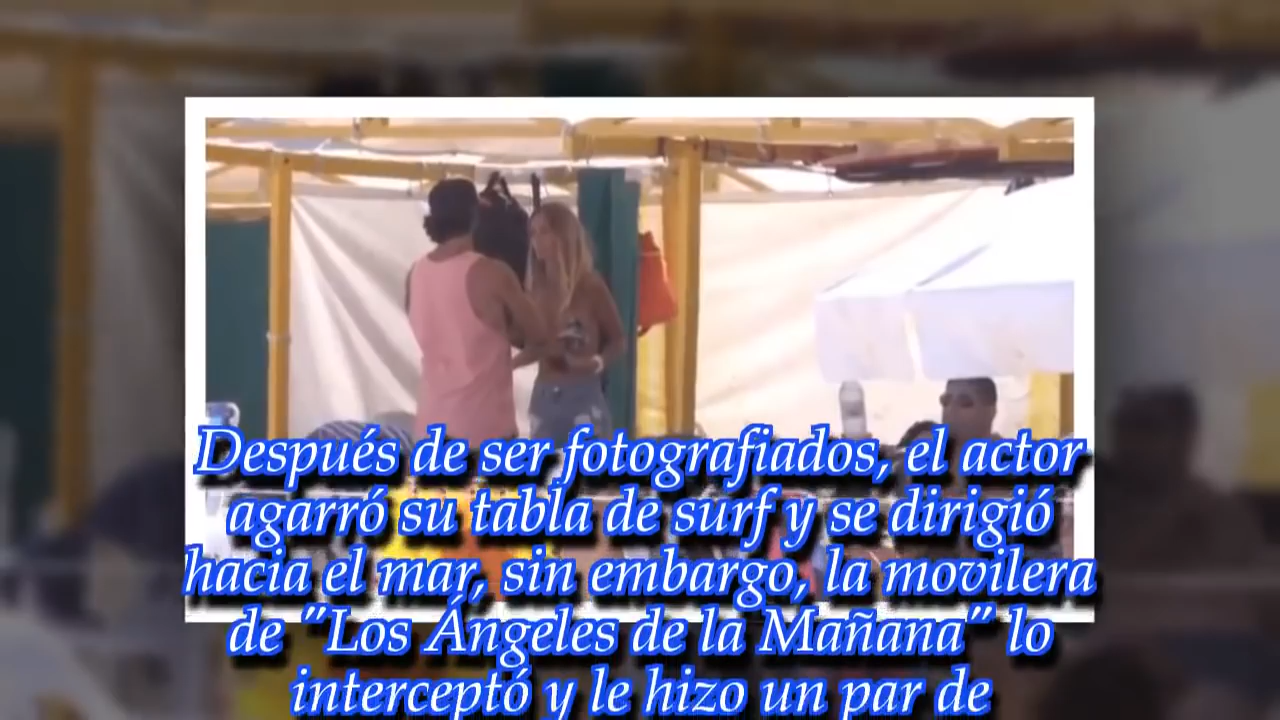 Después de ser fotografiados, el actor
agarró su tabla de surf y se dirigió
hacia el mar, sin embargo, la movilera
de "Los Ángeles de la Mañana" lo
interceptó y le hizo un par de